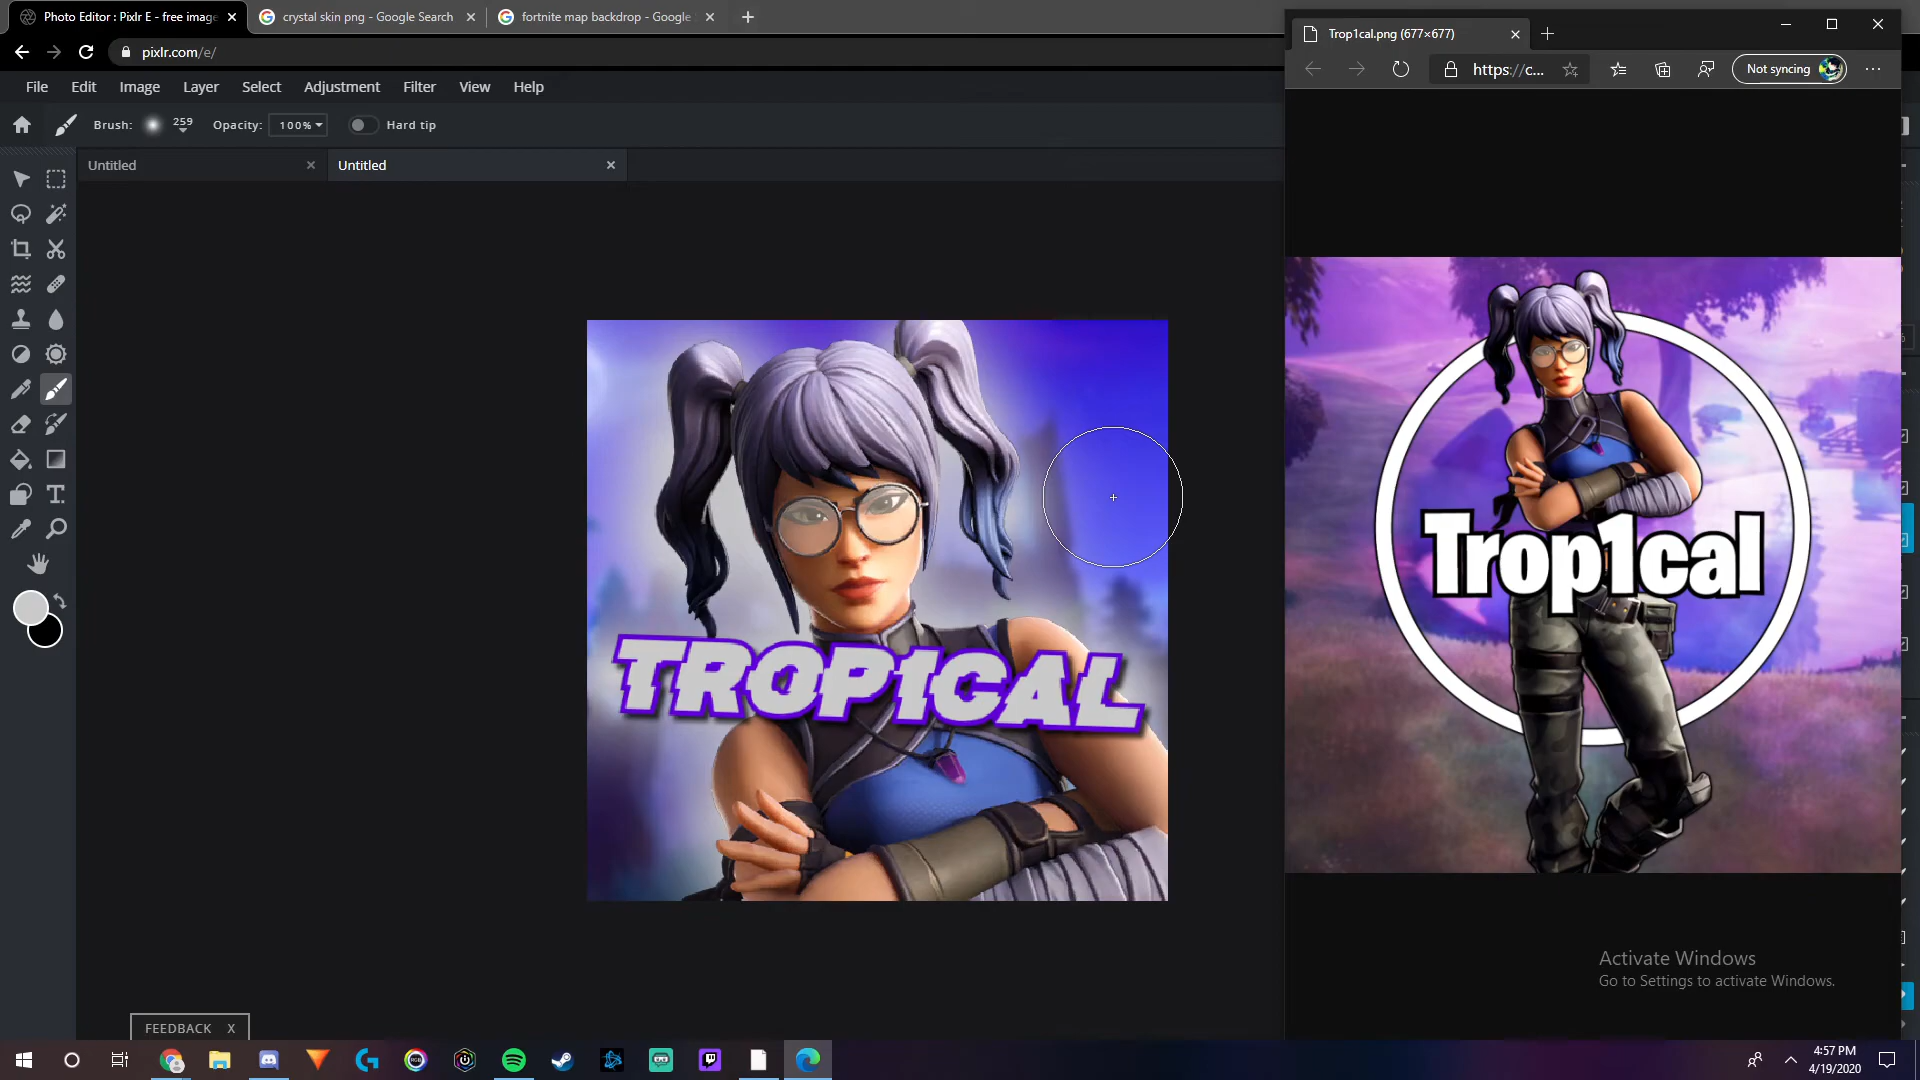 Photo Editor : Pixlr E - free image
crystal skin png - Google Search
fortnite map backdrop - Google
pixlr.com/e/
File Edit Image Layer Select Adjustment Filter View Help
Brush: 259 Opacity: 100% Hard tip
Untitled
Untitled
TROP1CAL
FEEDBACK X
Trop1cal.png (677×677)
https://c...
Not syncing
Trop1cal
Activate Windows
Go to Settings to activate Windows.
4:57 PM
4/19/2020